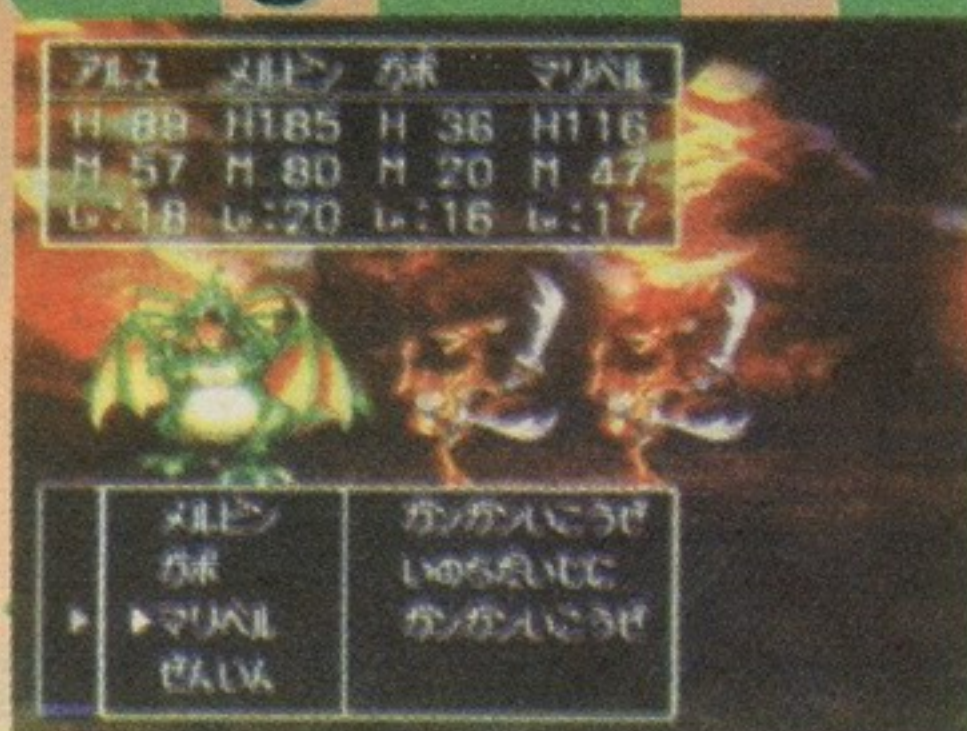 アルス メルビン ガボ マリベル
H 89 H185 H 36 H116
M 57 M 80 M 20 M 47
Lv:18 Lv:20 Lv:16 Lv:17
メルビン ガンガンいこうぜ
ガボ いのちだいじに
▶ ▶マリベル ガンガンいこうぜ
ぜんいん